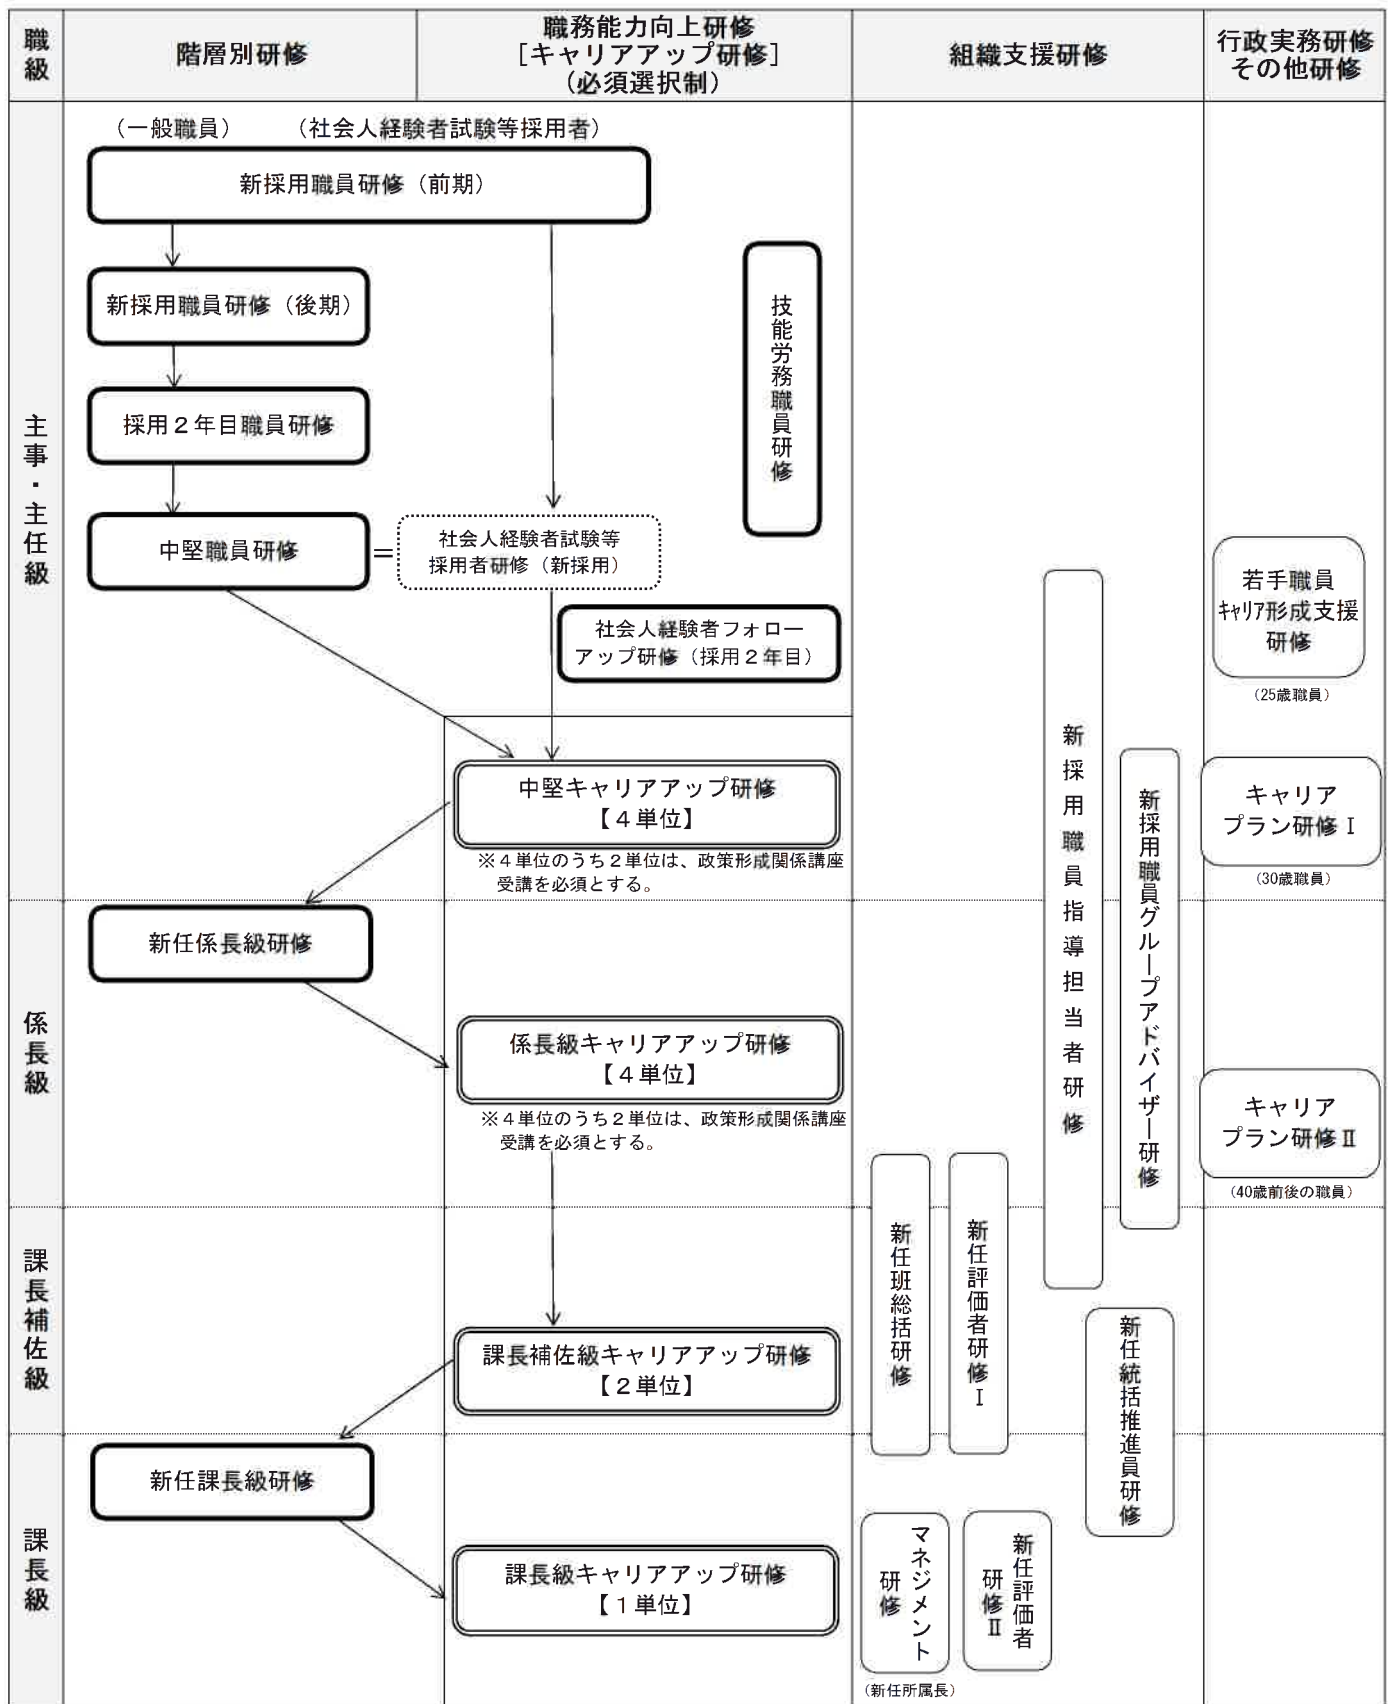 職級
階層別研修
職務能力向上研修
［キャリアアップ研修］
（必須選択制）
組織支援研修
行政実務研修
その他研修
主事・主任級
（一般職員）
（社会人経験者試験等採用者）
新採用職員研修（前期）
新採用職員研修（後期）
採用２年目職員研修
中堅職員研修
＝
社会人経験者試験等
採用者研修（新採用）
社会人経験者フォロー
アップ研修（採用２年目）
技能労務職員研修
中堅キャリアアップ研修
【４単位】
※４単位のうち２単位は、政策形成関係講座
受講を必須とする。
新採用職員指導担当者研修
新採用職員グループアドバイザー研修
若手職員
ｷｬﾘｱ形成支援
研修
（25歳職員）
キャリア
プラン研修Ⅰ
（30歳職員）
係長級
新任係長級研修
係長級キャリアアップ研修
【４単位】
※４単位のうち２単位は、政策形成関係講座
受講を必須とする。
キャリア
プラン研修Ⅱ
（40歳前後の職員）
課長補佐級
課長補佐級キャリアアップ研修
【２単位】
新任班総括研修
新任評価者研修Ⅰ
新任統括推進員研修
課長級
新任課長級研修
課長級キャリアアップ研修
【１単位】
マネジメント
研修
（新任所属長）
新任評価者
研修Ⅱ